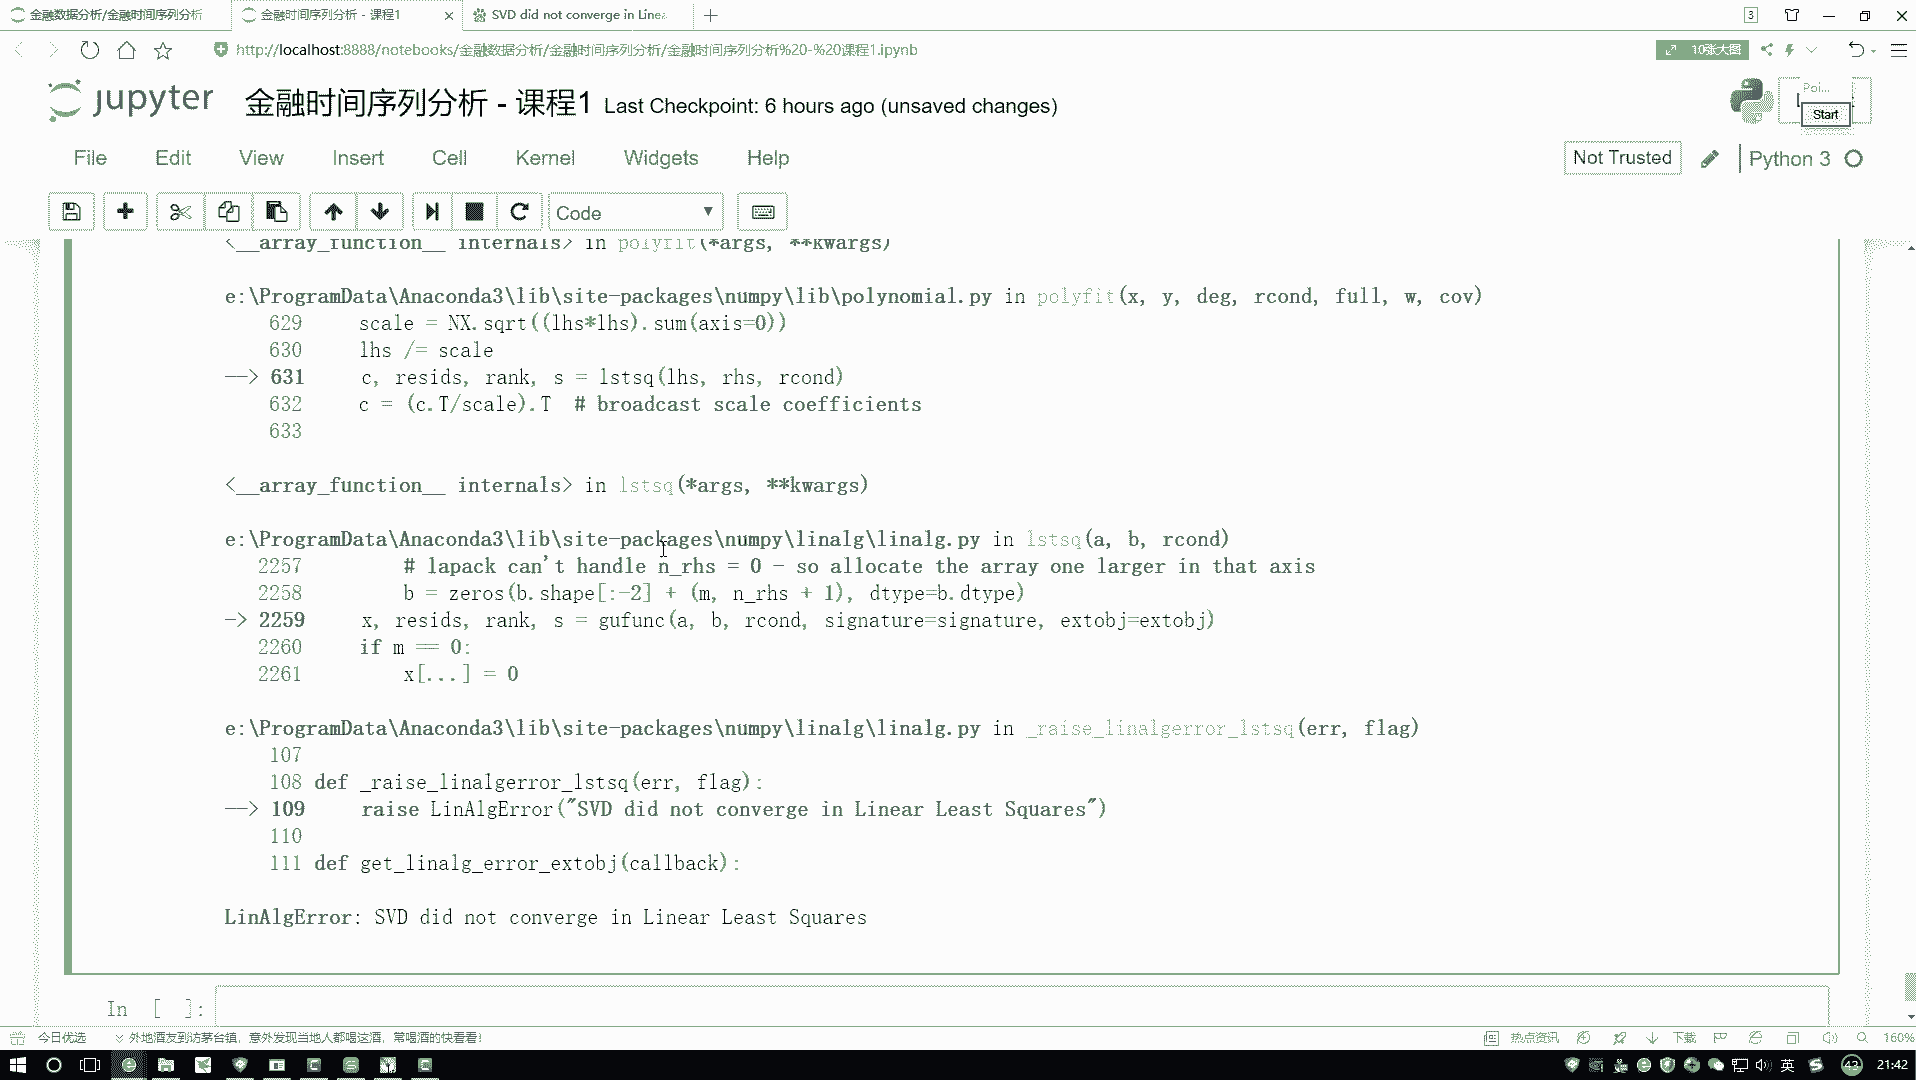 金融数据分析/金融时间序列分析
金融时间序列分析 - 课程1
SVD did not converge in Linea
3
http://localhost:8888/notebooks/金融数据分析/金融时间序列分析/金融时间序列分析%20-%20课程1.ipynb
10张大图
jupyter 金融时间序列分析 - 课程1 Last Checkpoint: 6 hours ago (unsaved changes)
Poi...
Start
File Edit View Insert Cell Kernel Widgets Help
Not Trusted
Python 3
Code
<__array_function__ internals> in polyfit(*args, **kwargs)
e:\ProgramData\Anaconda3\lib\site-packages\numpy\lib\polynomial.py in polyfit(x, y, deg, rcond, full, w, cov)
629     scale = NX.sqrt((lhs*lhs).sum(axis=0))
630     lhs /= scale
--> 631     c, resids, rank, s = lstsq(lhs, rhs, rcond)
632     c = (c.T/scale).T  # broadcast scale coefficients
633
<__array_function__ internals> in lstsq(*args, **kwargs)
e:\ProgramData\Anaconda3\lib\site-packages\numpy\linalg\linalg.py in lstsq(a, b, rcond)
2257         # lapack can't handle n_rhs = 0 - so allocate the array one larger in that axis
2258         b = zeros(b.shape[:-2] + (m, n_rhs + 1), dtype=b.dtype)
-> 2259     x, resids, rank, s = gufunc(a, b, rcond, signature=signature, extobj=extobj)
2260     if m == 0:
2261         x[...] = 0
e:\ProgramData\Anaconda3\lib\site-packages\numpy\linalg\linalg.py in _raise_linalgerror_lstsq(err, flag)
107
108 def _raise_linalgerror_lstsq(err, flag):
--> 109     raise LinAlgError("SVD did not converge in Linear Least Squares")
110
111 def get_linalg_error_extobj(callback):
LinAlgError: SVD did not converge in Linear Least Squares
In [ ]:
今日优选
外地酒友到访茅台镇，意外发现当地人都喝这酒，常喝酒的快看看!
热点资讯
下载
160%
英
43
21:42